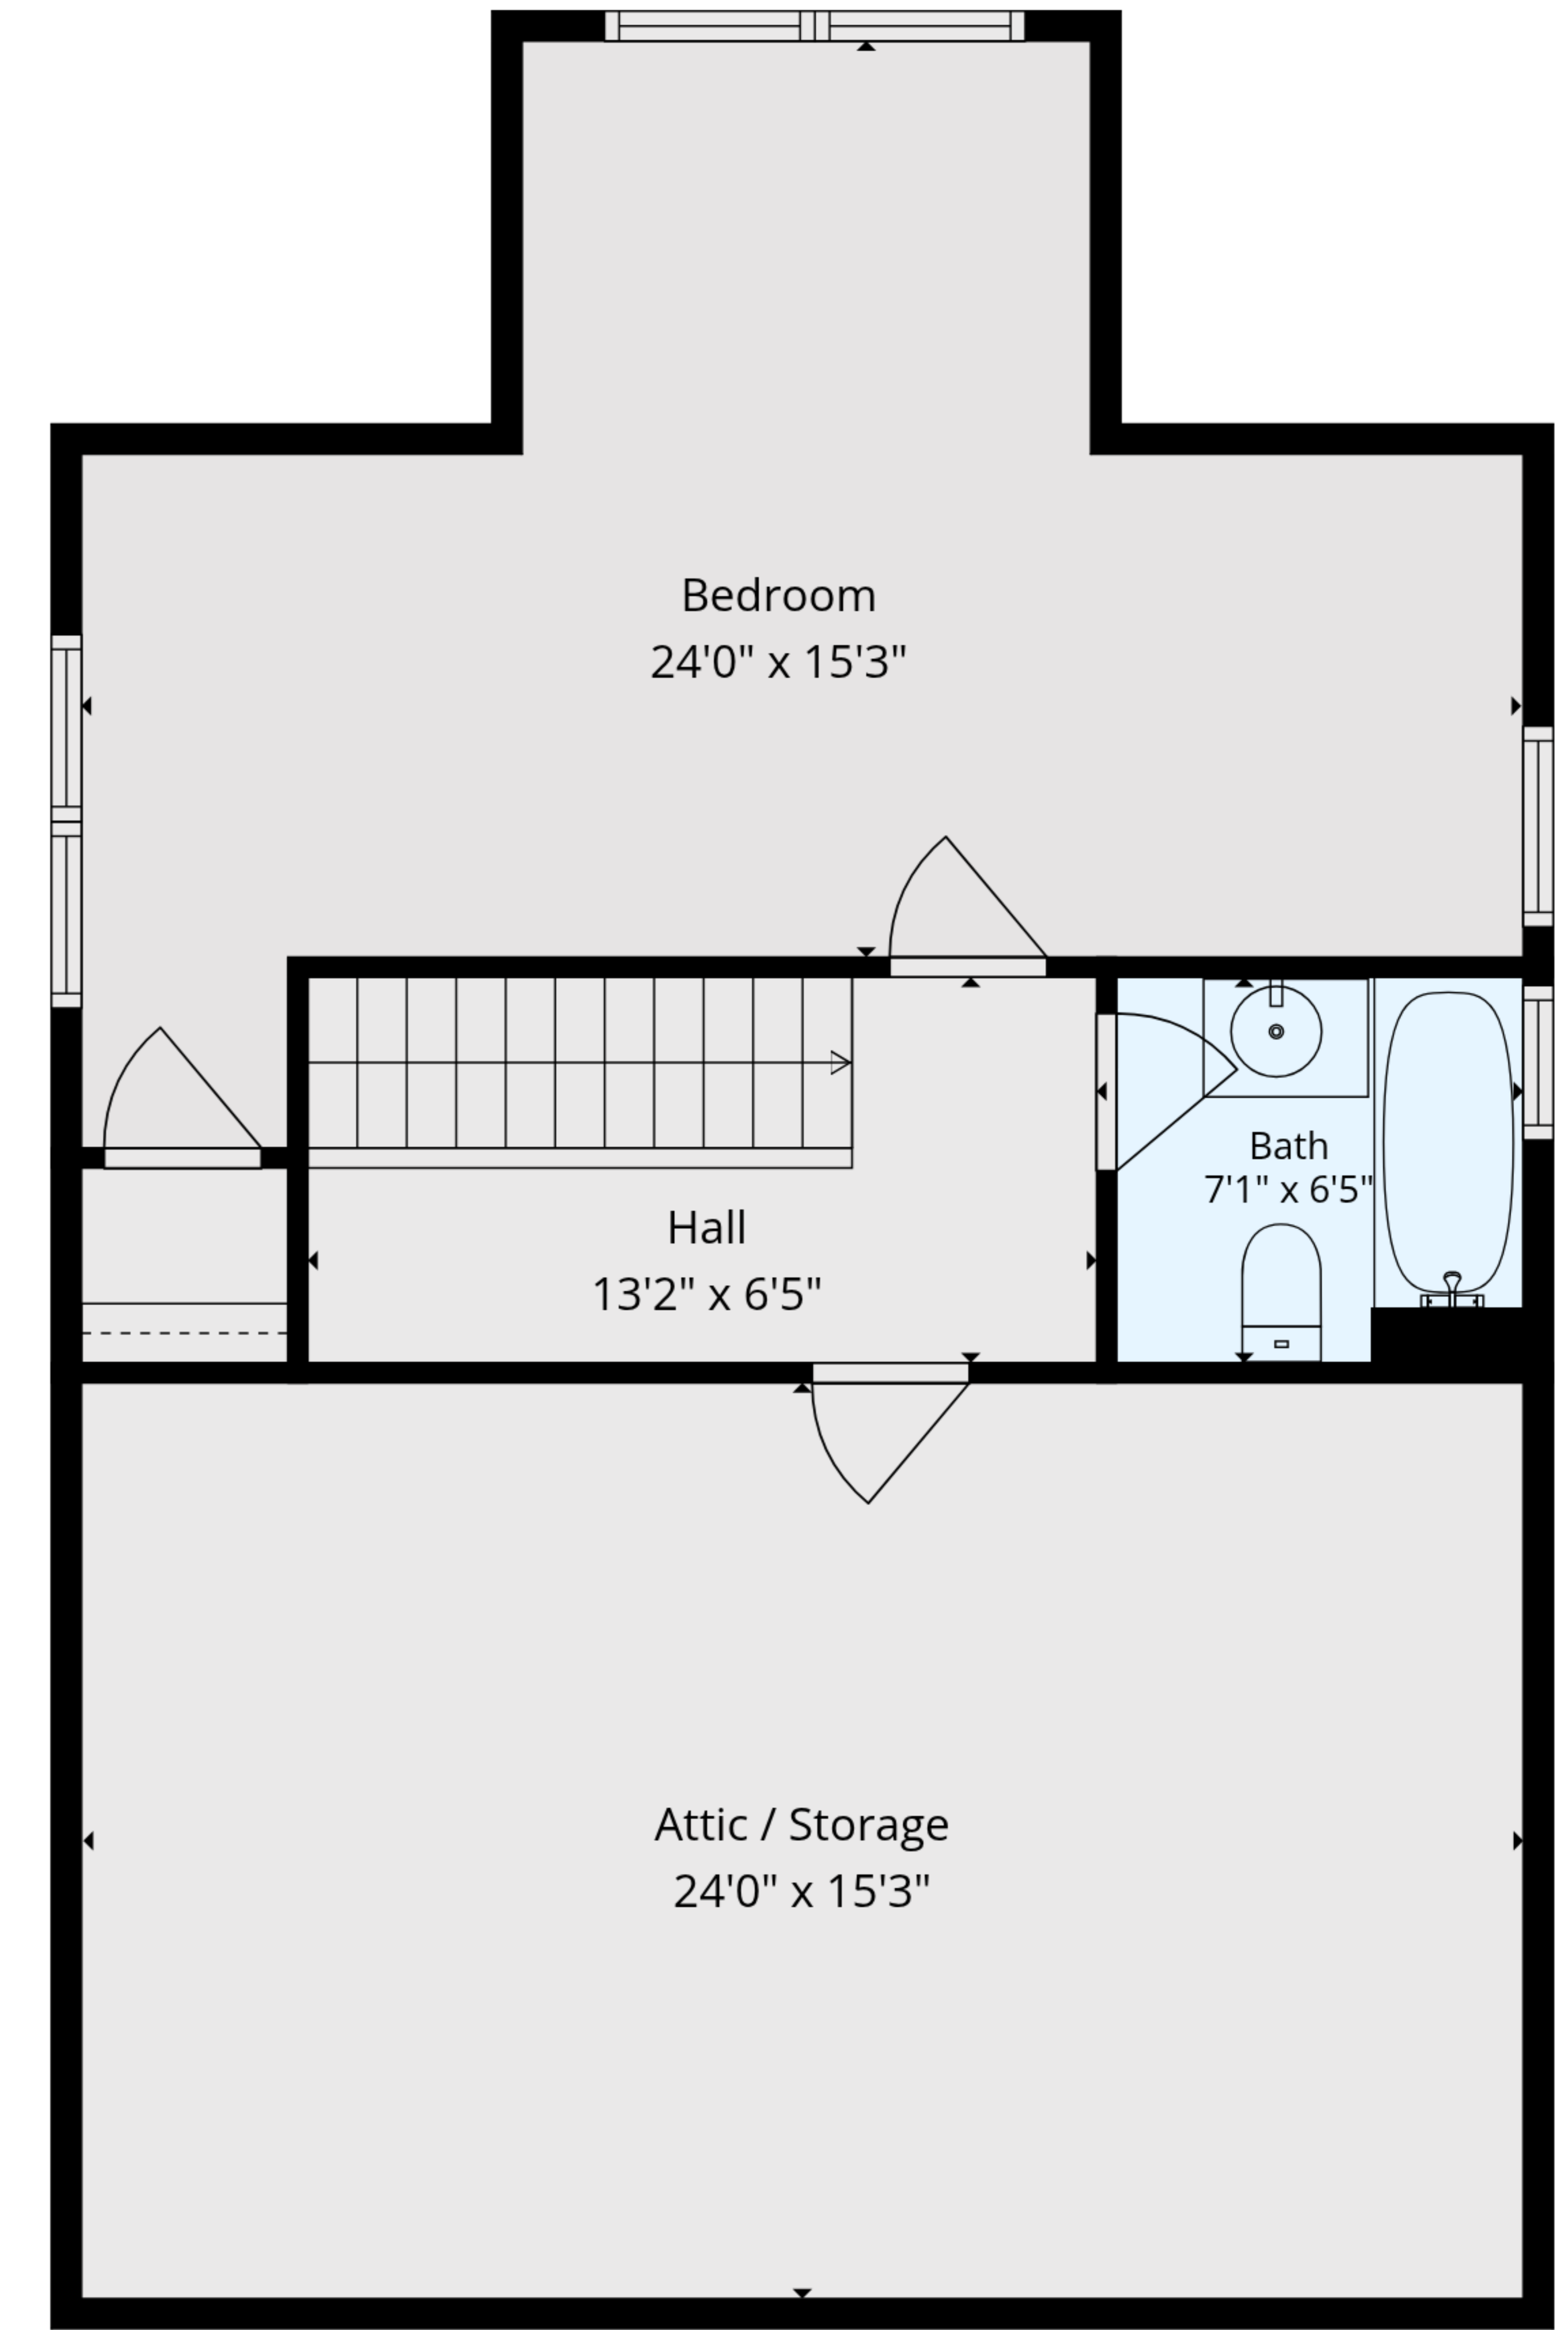 Bedroom
24'0" x 15'3"
Bath
7'1" x 6'5"
Hall
13'2" x 6'5"
Attic / Storage
24'0" x 15'3"